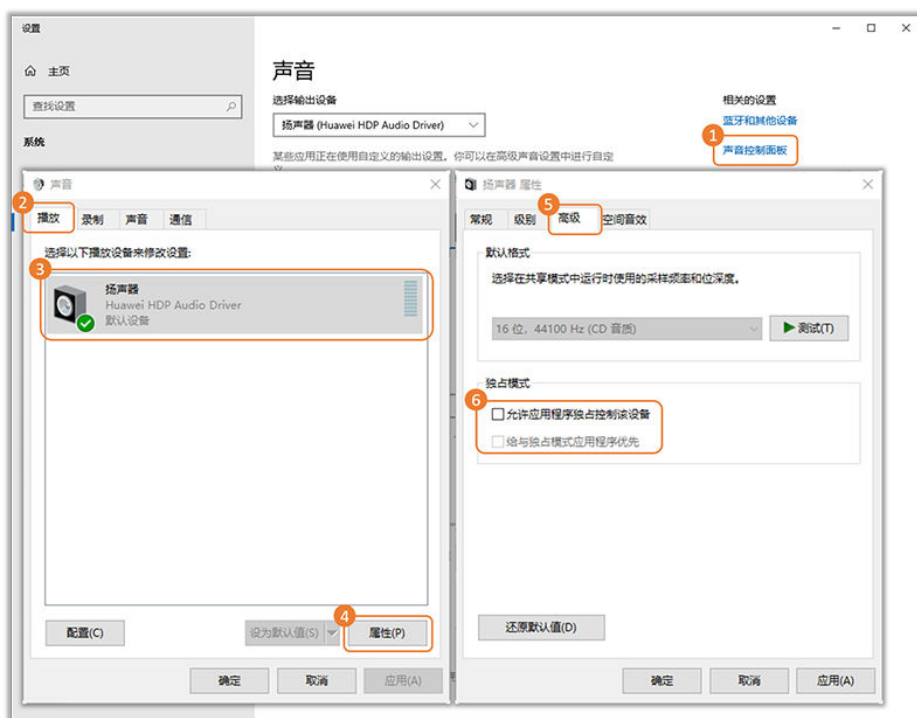 设置
主页
查找设置
系统
声音
选择输出设备
扬声器 (Huawei HDP Audio Driver)
某些应用正在使用自定义的输出设置。你可以在高级声音设置中进行自定
相关的设置
蓝牙和其他设备
1
声音控制面板
声音
2
播放 录制 声音 通信
选择以下播放设备来修改设置:
3
扬声器
Huawei HDP Audio Driver
默认设备
4
配置(C) 设为默认值(S) 属性(P)
确定 取消 应用(A)
扬声器 属性
5
常规 级别 高级 空间音效
默认格式
选择在共享模式中运行时使用的采样频率和位深度。
16 位, 44100 Hz (CD 音质) 测试(T)
独占模式
6
允许应用程序独占控制该设备
给与独占模式应用程序优先
还原默认值(D)
确定 取消 应用(A)